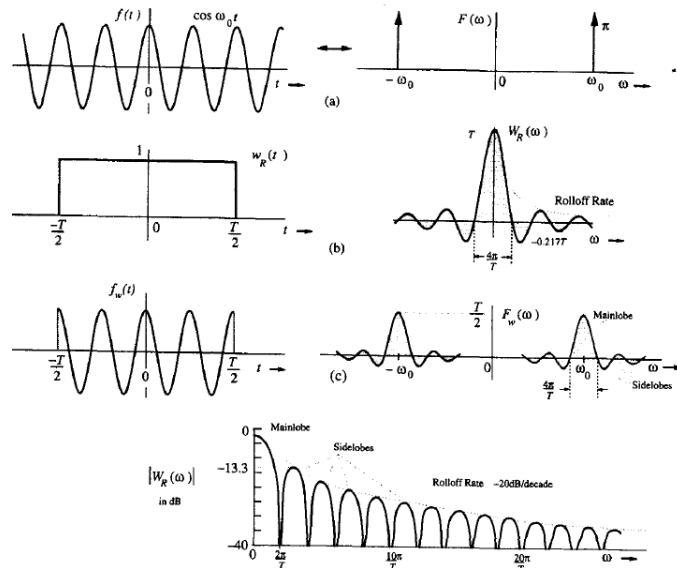 f(t)
cos ω₀t
F(ω)
π
0
t
-ω₀
0
ω₀
ω
(a)
1
w_R(t)
-T/2
0
T/2
t
T
W_R(ω)
Rolloff Rate
-0.217T
4π/T
ω
(b)
f_w(t)
-T/2
0
T/2
t
T/2
F_w(ω)
Mainlobe
-ω₀
0
ω₀
ω
4π/T
Sidelobes
(c)
|W_R(ω)|
in dB
0
-13.3
-40
Mainlobe
Sidelobes
Rolloff Rate -20dB/decade
0
2π/T
10π/T
20π/T
ω